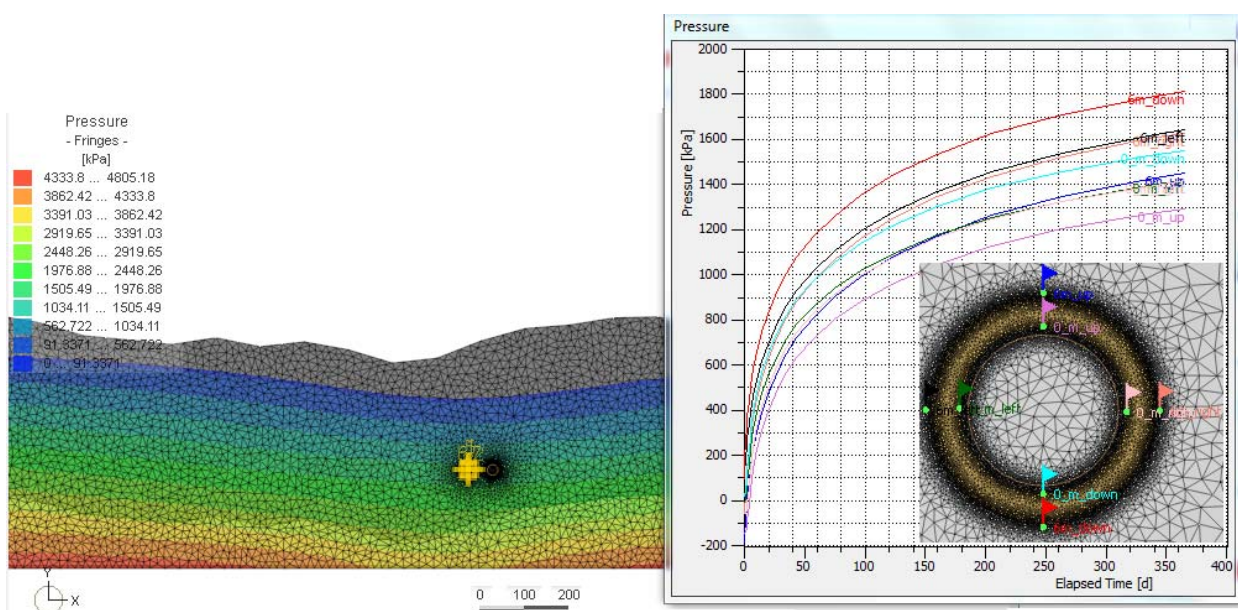 Pressure
- Fringes -
[kPa]
4333.8 ... 4805.18
3862.42 ... 4333.8
3391.03 ... 3862.42
2919.65 ... 3391.03
2448.26 ... 2919.65
1976.88 ... 2448.26
1505.49 ... 1976.88
1034.11 ... 1505.49
562.722 ... 1034.11
91.3371 ... 562.722
0 ... 91.3371
Y
X
0 100 200
Pressure
2000
1800
1600
1400
1200
1000
800
600
400
200
0
-200
Pressure [kPa]
6m_down
6m_left
0_m_down
6m_up
0_m_left
0_m_up
6m_up
0_m_up
0_m_down
6m_down
0 50 100 150 200 250 300 350 400
Elapsed Time [d]